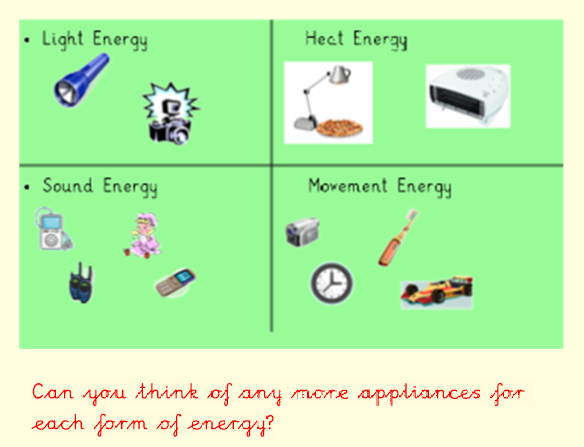 • Light Energy
Heat Energy
• Sound Energy
Movement Energy
Can you think of any more appliances for
each form of energy?